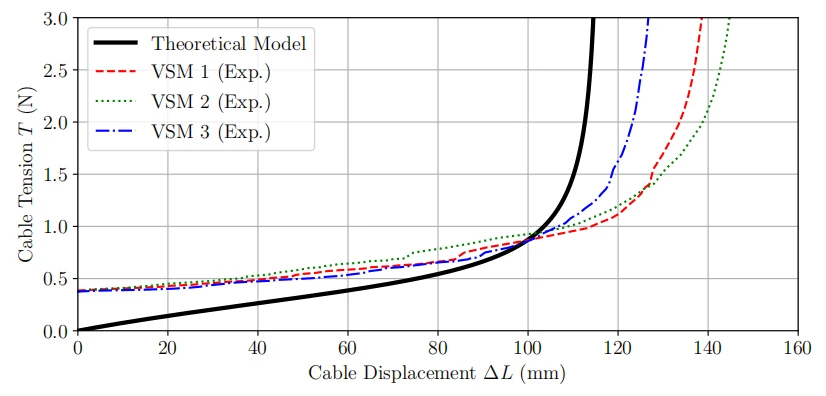 3.0
2.5
2.0
1.5
1.0
0.5
0.0
Cable Tension T (N)
Theoretical Model
VSM 1 (Exp.)
VSM 2 (Exp.)
VSM 3 (Exp.)
0 20 40 60 80 100 120 140 160
Cable Displacement ΔL (mm)